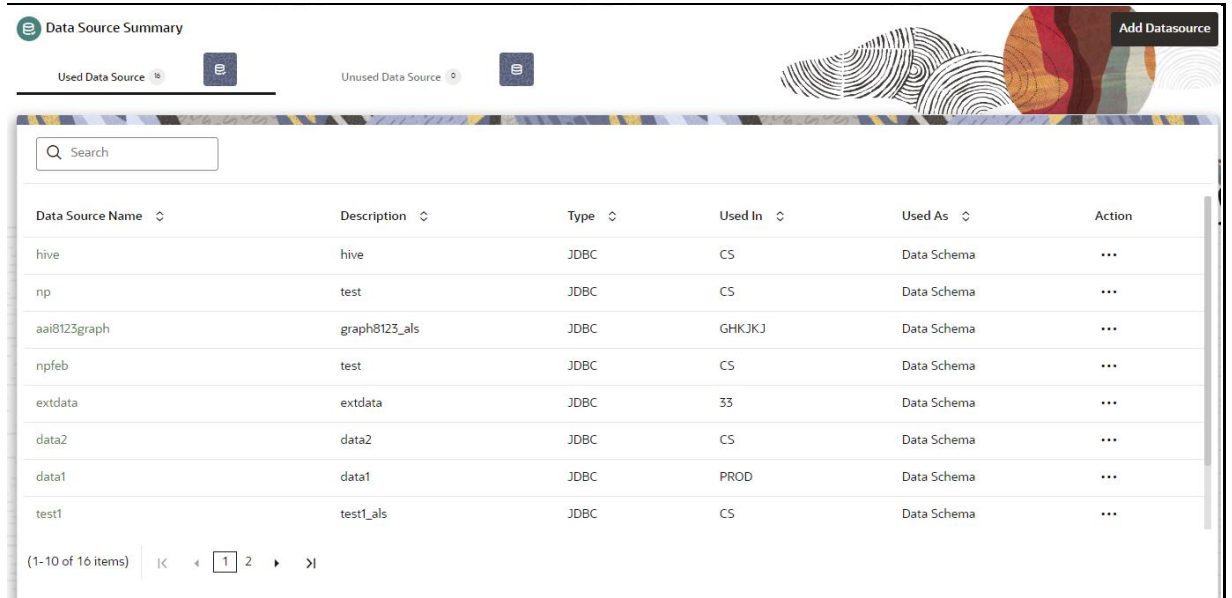 Data Source Summary
Add Datasource
Used Data Source 16
Unused Data Source 0
Search
Data Source Name Description Type Used In Used As Action
hive hive JDBC CS Data Schema ...
np test JDBC CS Data Schema ...
aai8123graph graph8123_als JDBC GHKJKJ Data Schema ...
npfeb test JDBC CS Data Schema ...
extdata extdata JDBC 33 Data Schema ...
data2 data2 JDBC CS Data Schema ...
data1 data1 JDBC PROD Data Schema ...
test1 test1_als JDBC CS Data Schema ...
(1-10 of 16 items) 1 2